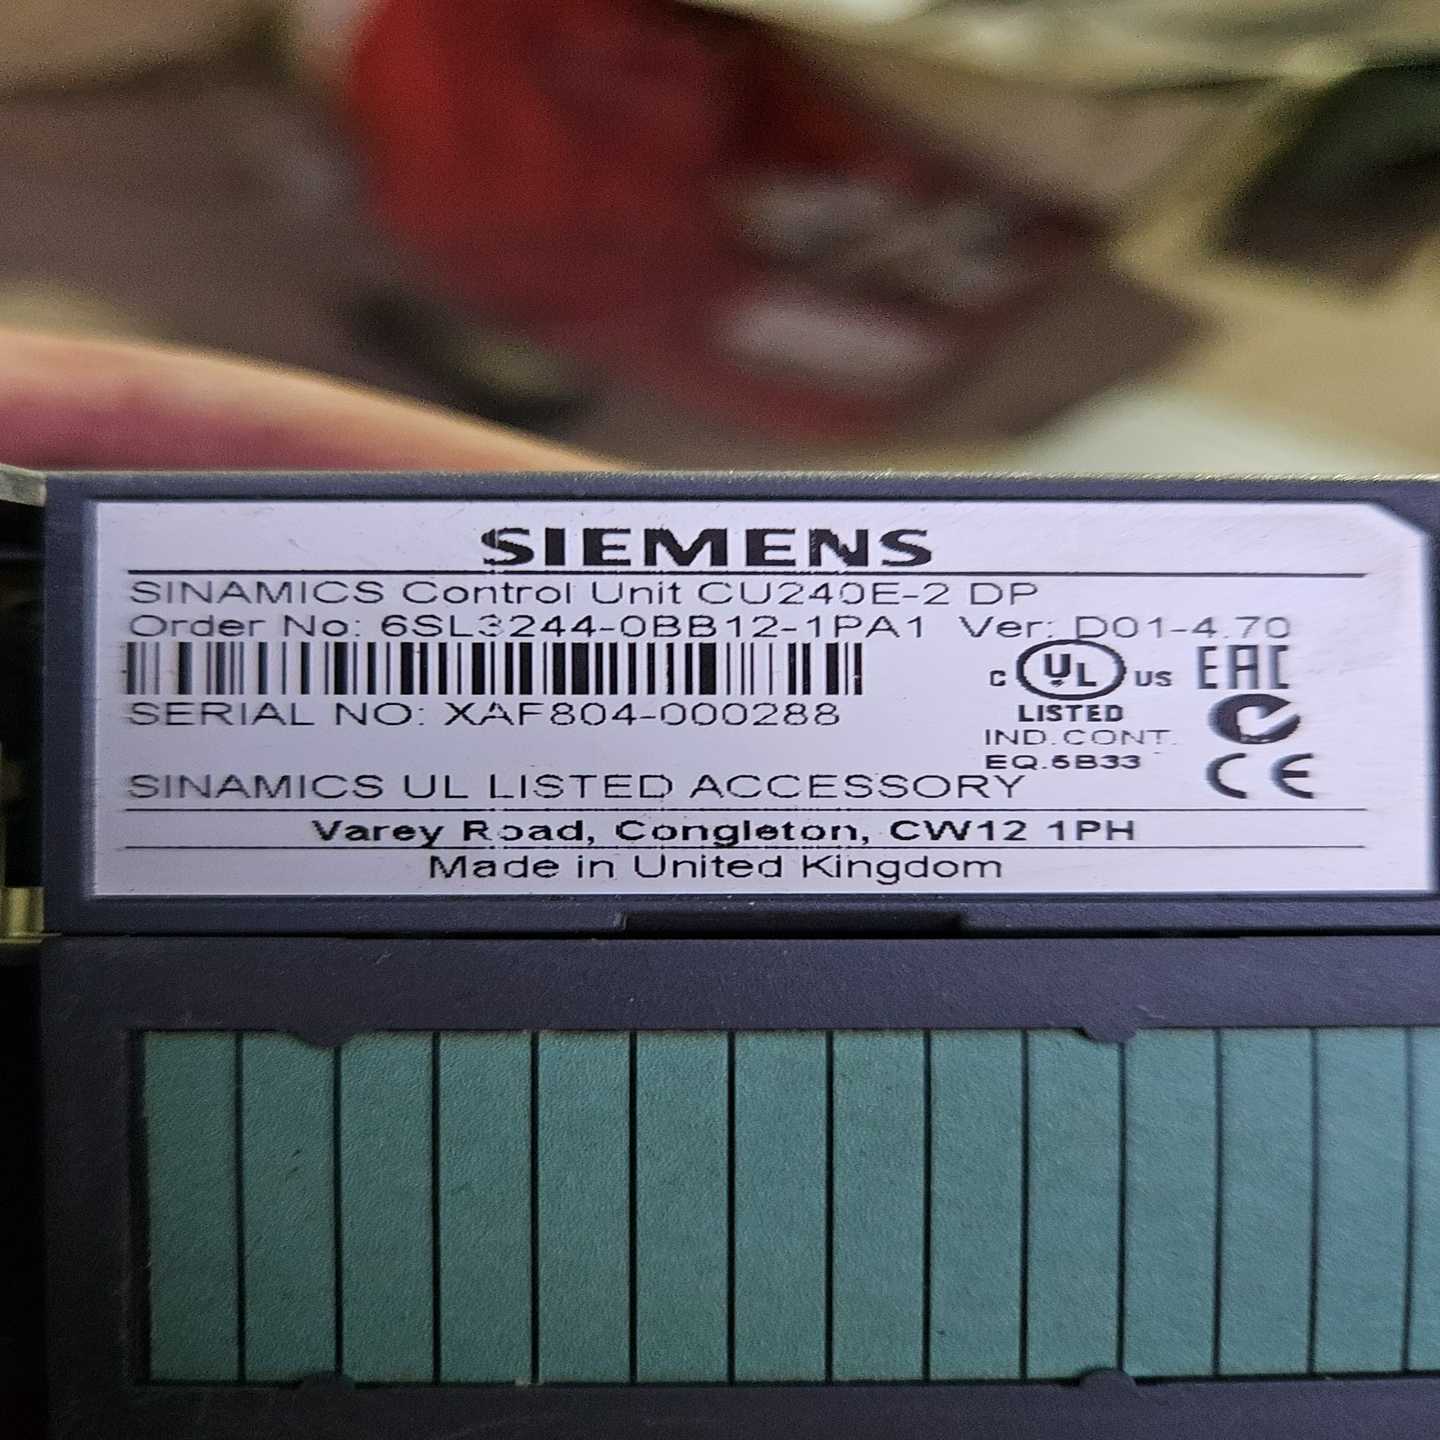 SIEMENS
SINAMICS Control Unit CU240E-2 DP
Order No: 6SL3244-0BB12-1PA1 Ver: D01-4.70
C UL US EAC
LISTED
SERIAL NO: XAF804-000288
IND.CONT.
EQ.5B33
CE
SINAMICS UL LISTED ACCESSORY
Varey Road, Congleton, CW12 1PH
Made in United Kingdom